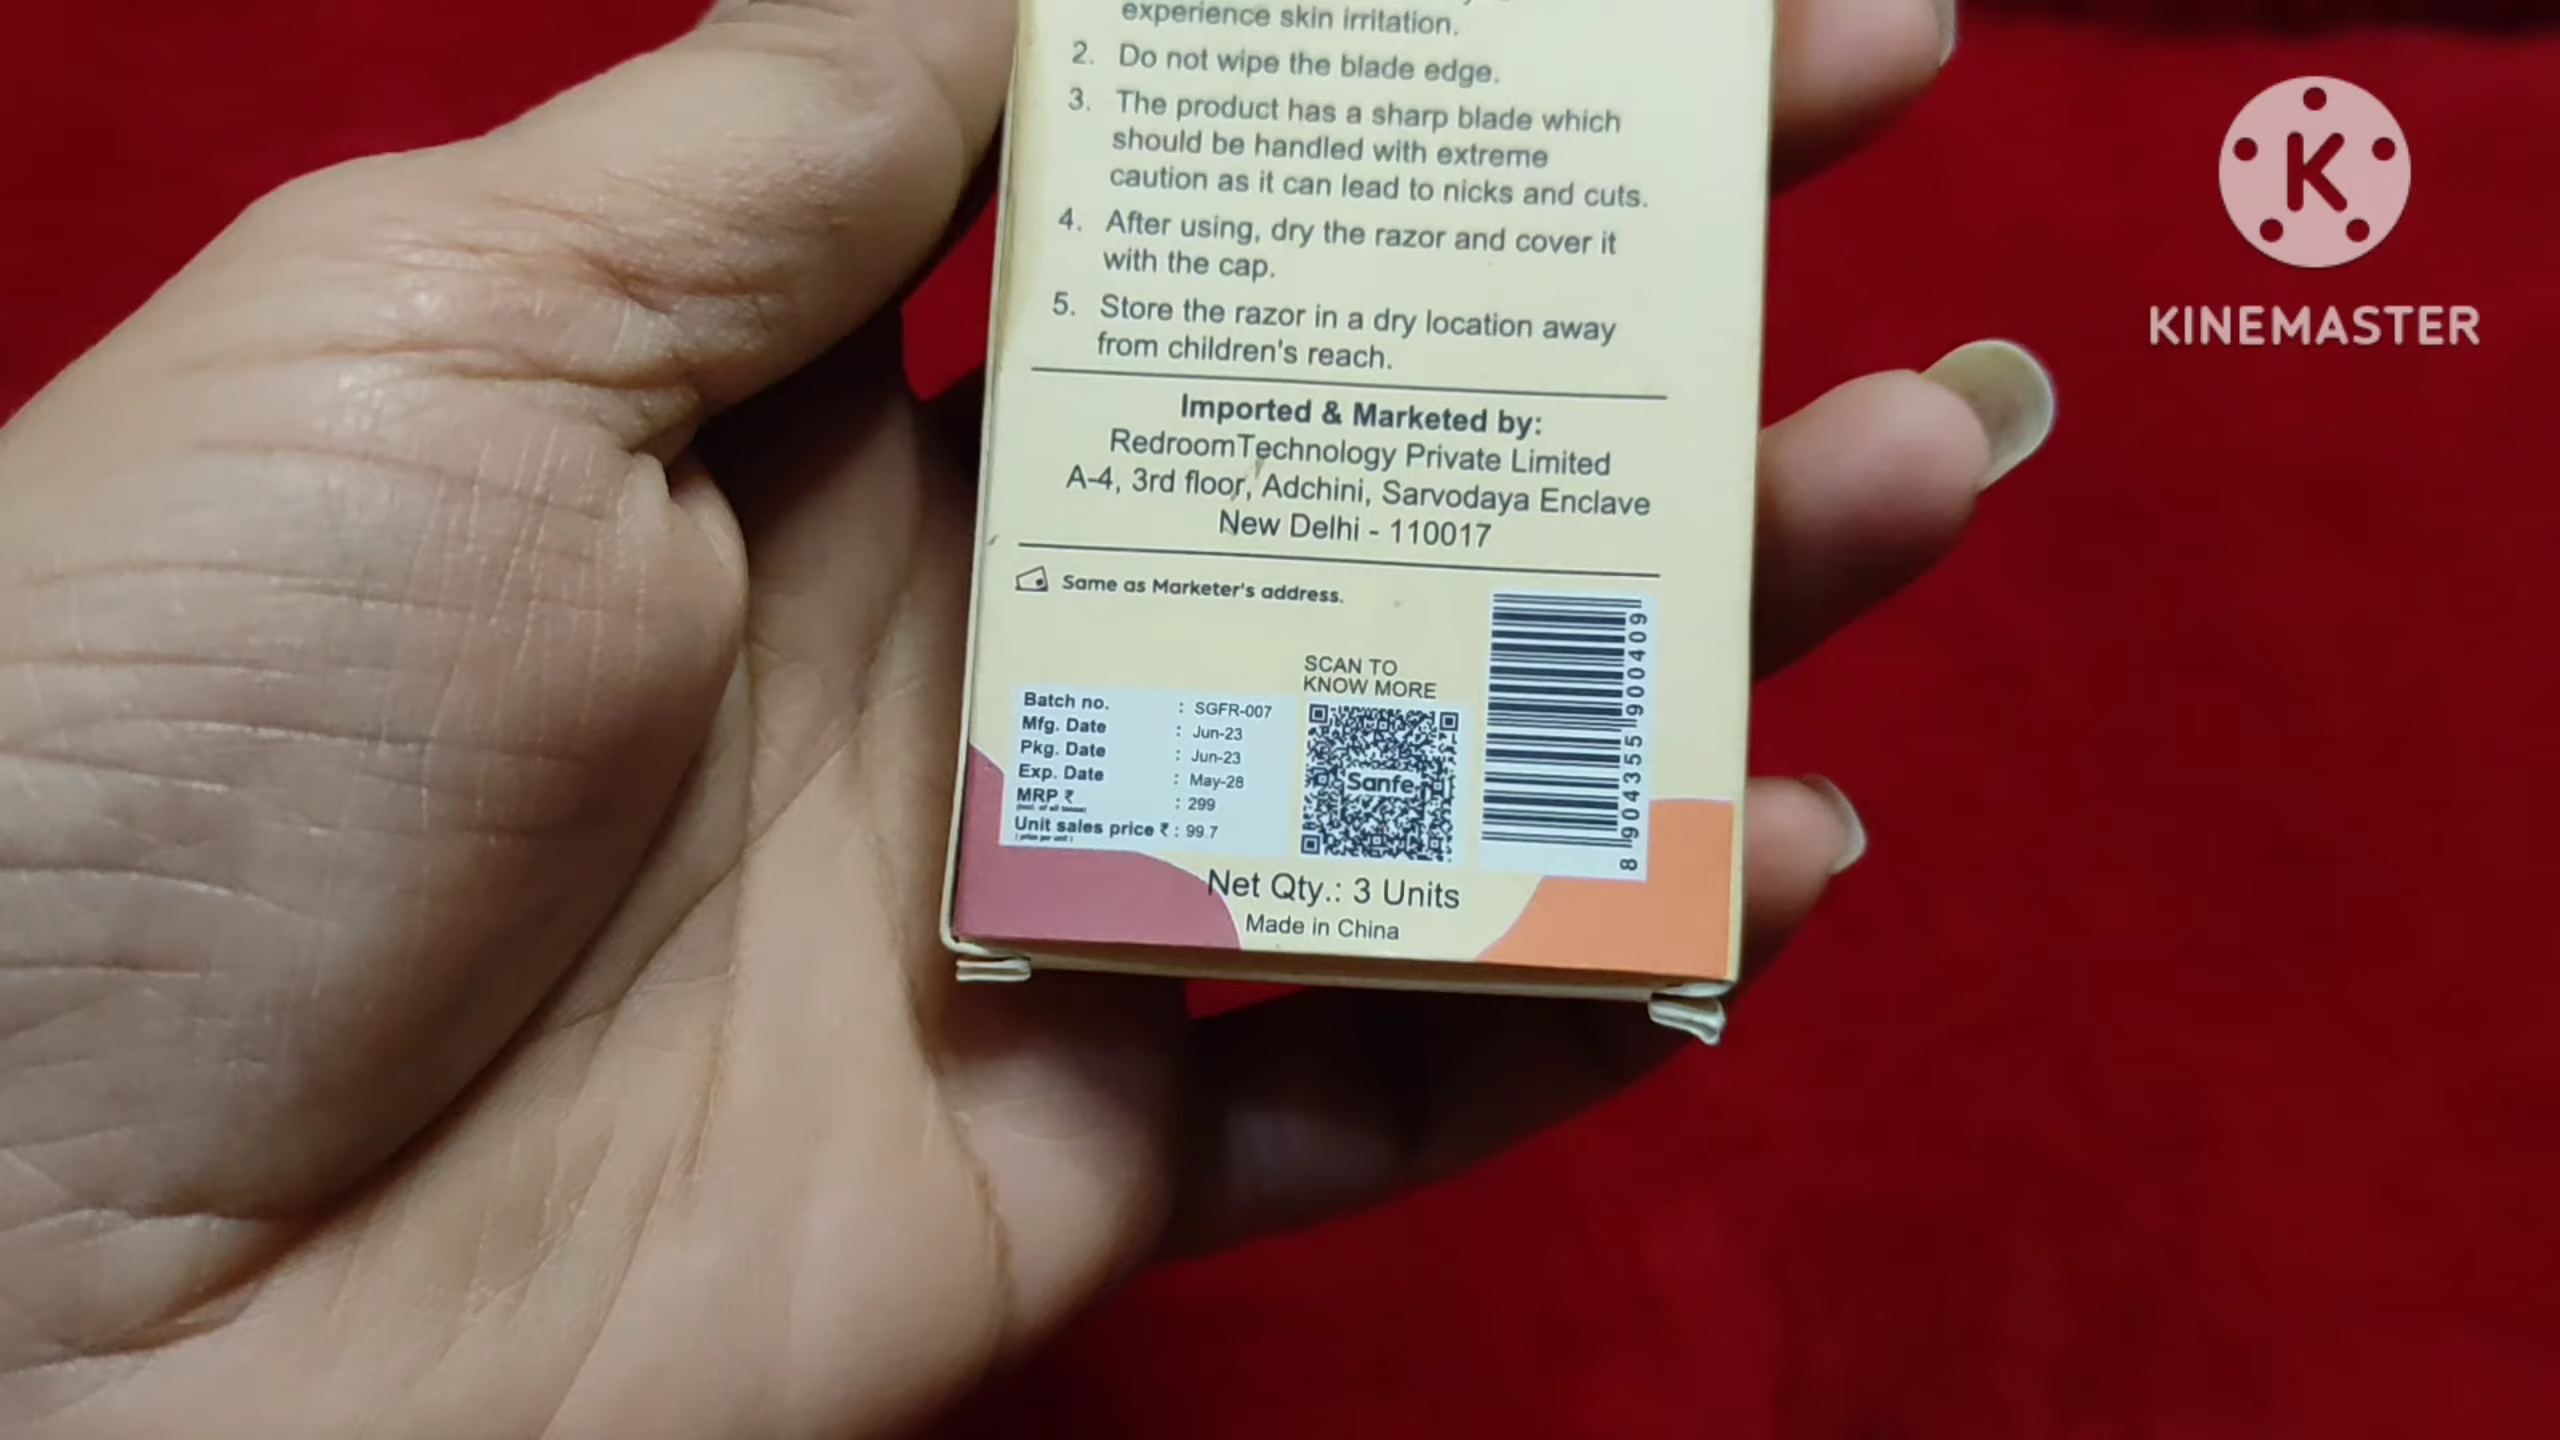 experience skin irritation.
2. Do not wipe the blade edge.
3. The product has a sharp blade which
should be handled with extreme
caution as it can lead to nicks and cuts.
4. After using, dry the razor and cover it
with the cap.
5. Store the razor in a dry location away
from children's reach.
Imported & Marketed by:
RedroomTechnology Private Limited
A-4, 3rd floor, Adchini, Sarvodaya Enclave
New Delhi - 110017
Same as Marketer's address.
SCAN TO
KNOW MORE
Batch no. : SGFR-007
Mfg. Date : Jun-23
Pkg. Date : Jun-23
Exp. Date : May-28
MRP ₹ : 299
(Incl. of all taxes)
Unit sales price ₹ : 99.7
(price per unit)
Sanfe
8 904355 900409
Net Qty.: 3 Units
Made in China
K
KINEMASTER